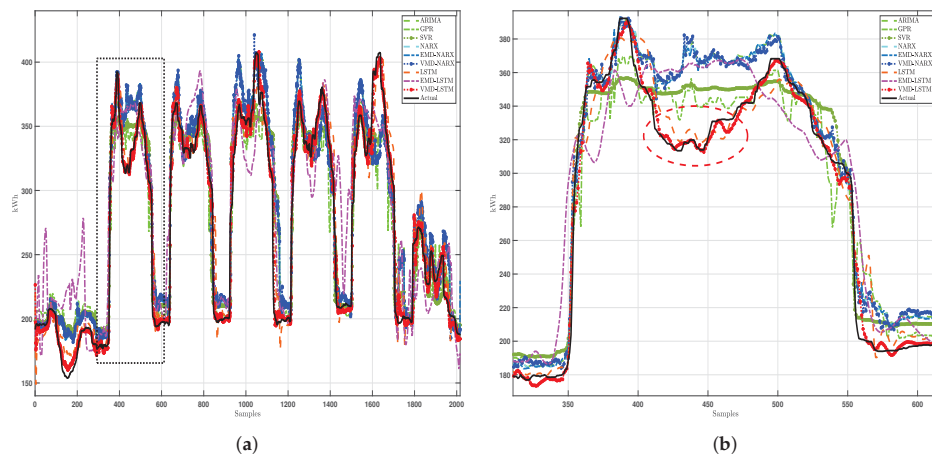 ARIMA
GPR
SVR
NARX
EMD-NARX
VMD-NARX
LSTM
EMD-LSTM
VMD-LSTM
Actual
400
350
300
250
200
150
kWh
0 200 400 600 800 1000 1200 1400 1600 1800 2000
Samples
(a)
ARIMA
GPR
SVR
NARX
EMD-NARX
VMD-NARX
LSTM
EMD-LSTM
VMD-LSTM
Actual
380
360
340
320
300
280
260
240
220
200
180
kWh
350 400 450 500 550 600
Samples
(b)